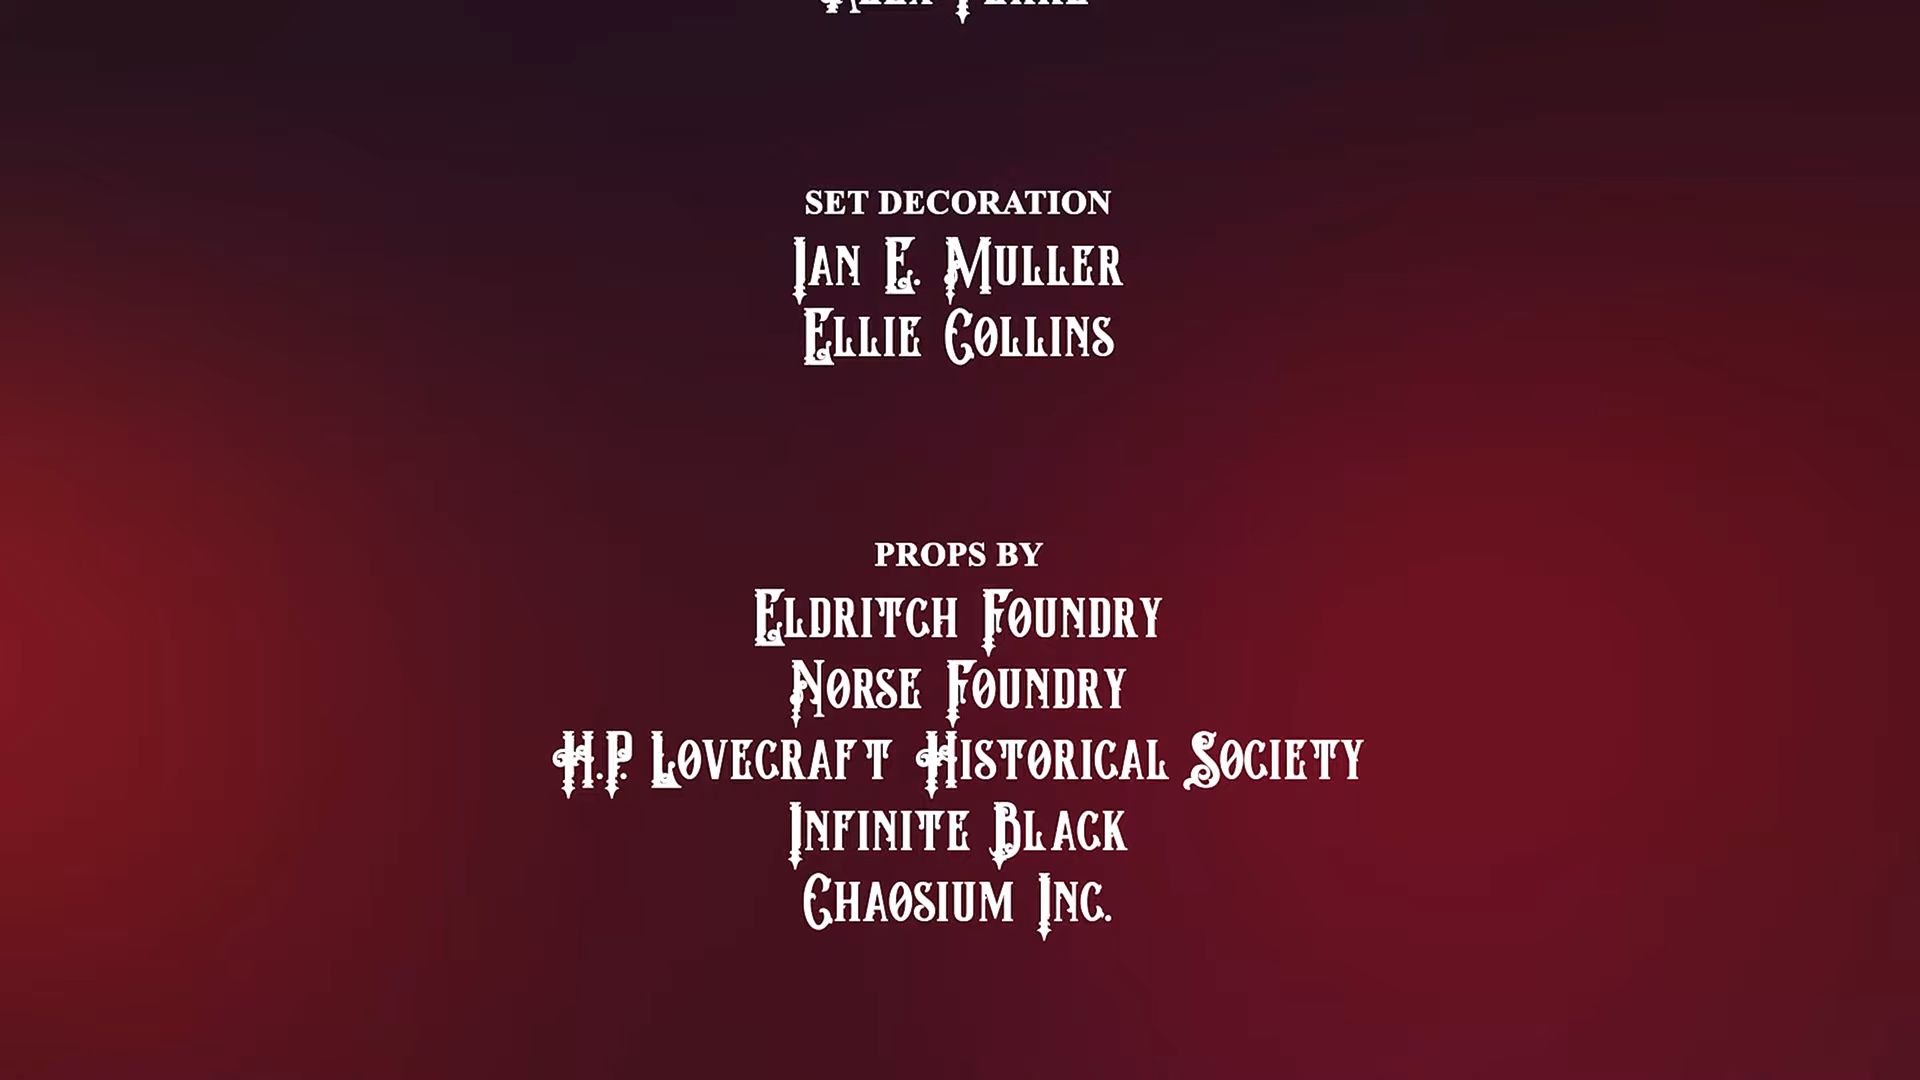 SET DECORATION
IAN E. MULLER
ELLIE COLLINS
PROPS BY
ELDRITCH FOUNDRY
NORSE FOUNDRY
H.P. LOVECRAFT HISTORICAL SOCIETY
INFINITE BLACK
CHAOSIUM INC.